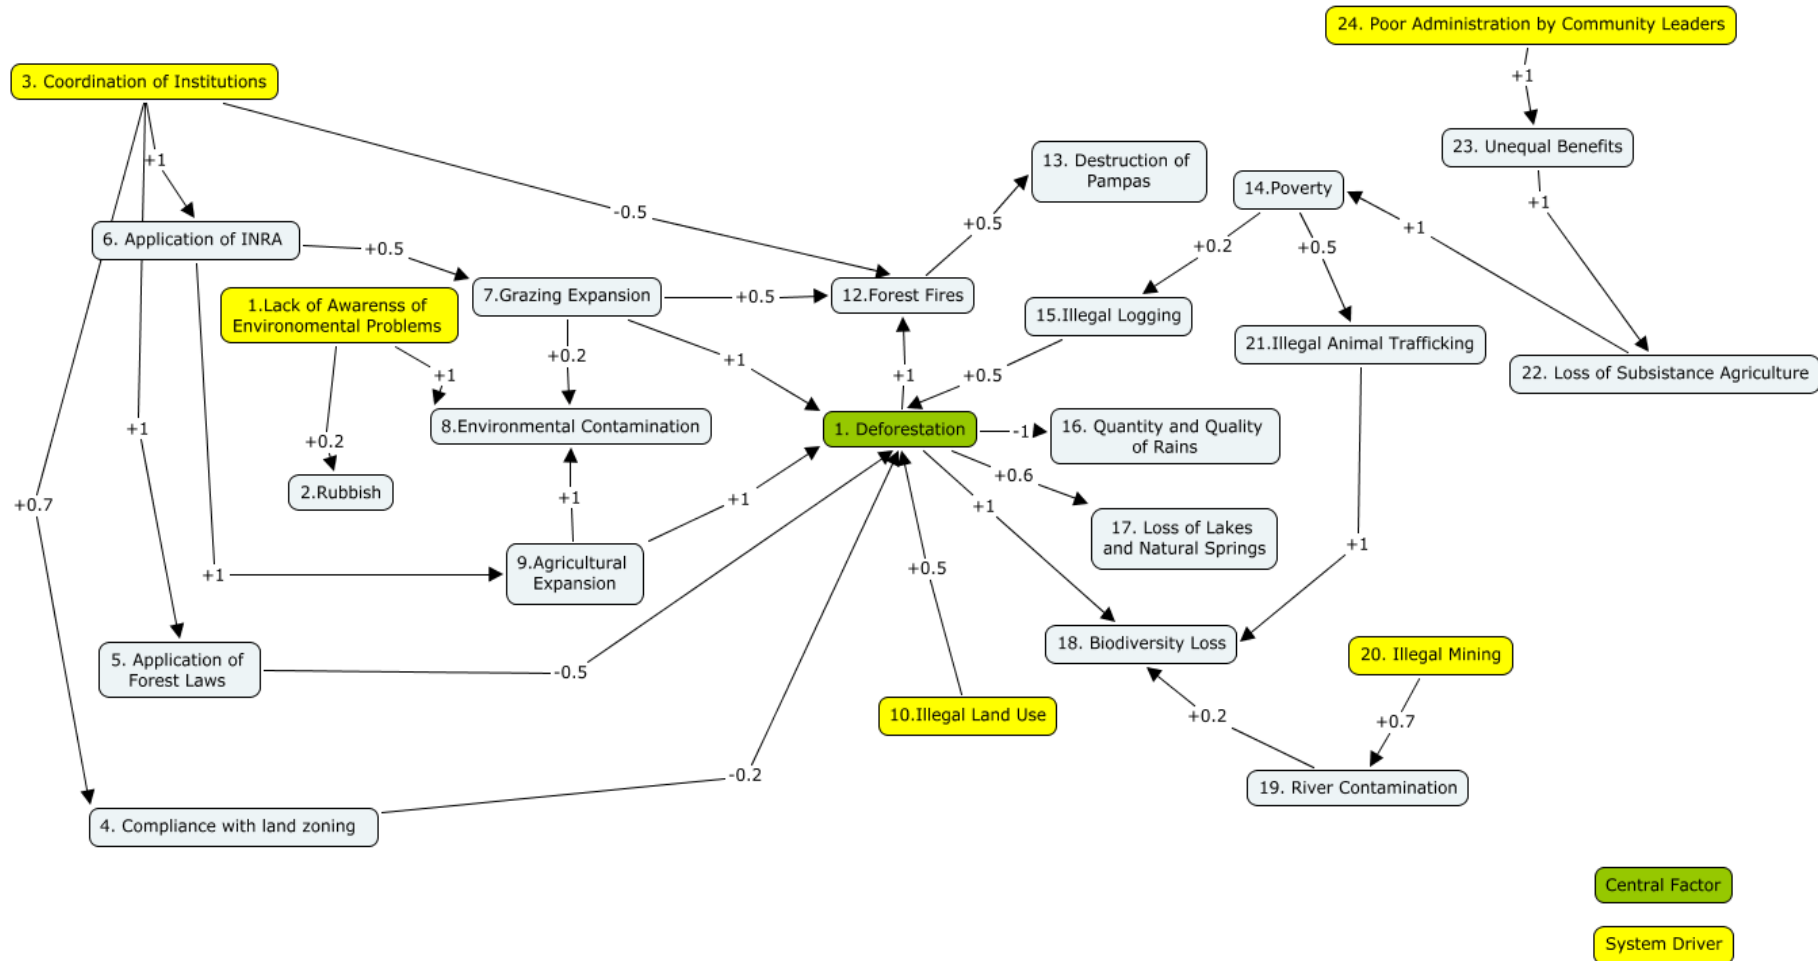 24. Poor Administration by Community Leaders
3. Coordination of Institutions
+1
+1
23. Unequal Benefits
13. Destruction of
Pampas
+1
14.Poverty
-0.5
+0.5
+1
+1
6. Application of INRA
+0.5
+0.2
+0.5
1.Lack of Awarenss of
Environomental Problems
7.Grazing Expansion
+0.5
12.Forest Fires
15.Illegal Logging
21.Illegal Animal Trafficking
+0.2
+1
+1
+1
+0.5
22. Loss of Subsistance Agriculture
8.Environmental Contamination
1. Deforestation
-1
16. Quantity and Quality
of Rains
+1
+0.2
+0.6
2.Rubbish
+0.7
+1
+1
+1
17. Loss of Lakes
and Natural Springs
+1
9.Agricultural
Expansion
+1
+0.5
5. Application of
Forest Laws
-0.5
18. Biodiversity Loss
20. Illegal Mining
10.Illegal Land Use
+0.2
+0.7
-0.2
19. River Contamination
4. Compliance with land zoning
Central Factor
System Driver